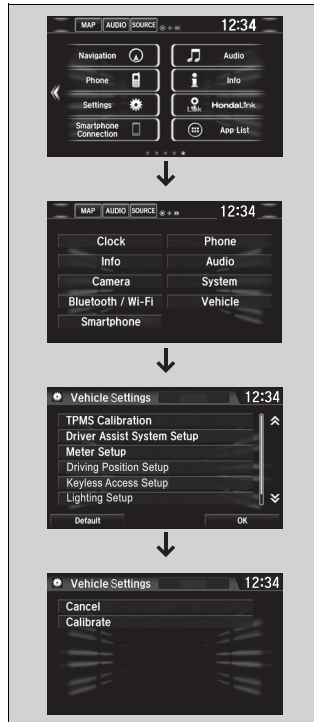 MAP AUDIO SOURCE 12:34
Navigation Audio
Phone Info
Settings Link HondaLink
Smartphone
Connection App List
MAP AUDIO SOURCE 12:34
Clock Phone
Info Audio
Camera System
Bluetooth / Wi-Fi Vehicle
Smartphone
Vehicle Settings 12:34
TPMS Calibration
Driver Assist System Setup
Meter Setup
Driving Position Setup
Keyless Access Setup
Lighting Setup
Default OK
Vehicle Settings 12:34
Cancel
Calibrate